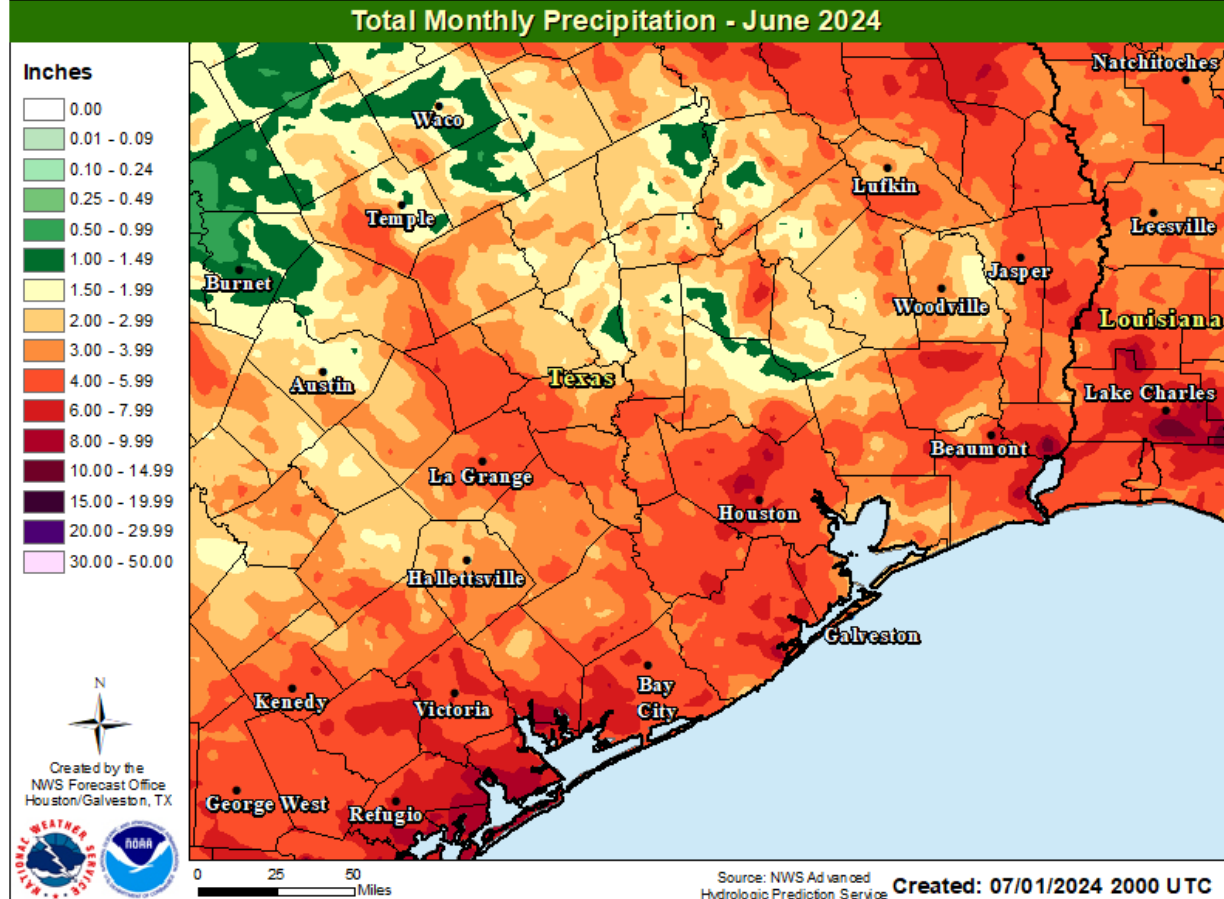 Total Monthly Precipitation - June 2024
Inches
0.00
0.01 - 0.09
0.10 - 0.24
0.25 - 0.49
0.50 - 0.99
1.00 - 1.49
1.50 - 1.99
2.00 - 2.99
3.00 - 3.99
4.00 - 5.99
6.00 - 7.99
8.00 - 9.99
10.00 - 14.99
15.00 - 19.99
20.00 - 29.99
30.00 - 50.00
Natchitoches
Waco
Lufkin
Temple
Leesville
Jasper
Burnet
Woodville
Louisiana
Texas
Austin
Lake Charles
Beaumont
La Grange
Houston
Hallettsville
Galveston
Bay
City
Kenedy
Victoria
George West
Refugio
N
Created by the
NWS Forecast Office
Houston/Galveston, TX
NATIONAL WEATHER SERVICE
NOAA
0 25 50
Miles
Source: NWS Advanced
Hydrologic Prediction Service
Created: 07/01/2024 2000 UTC